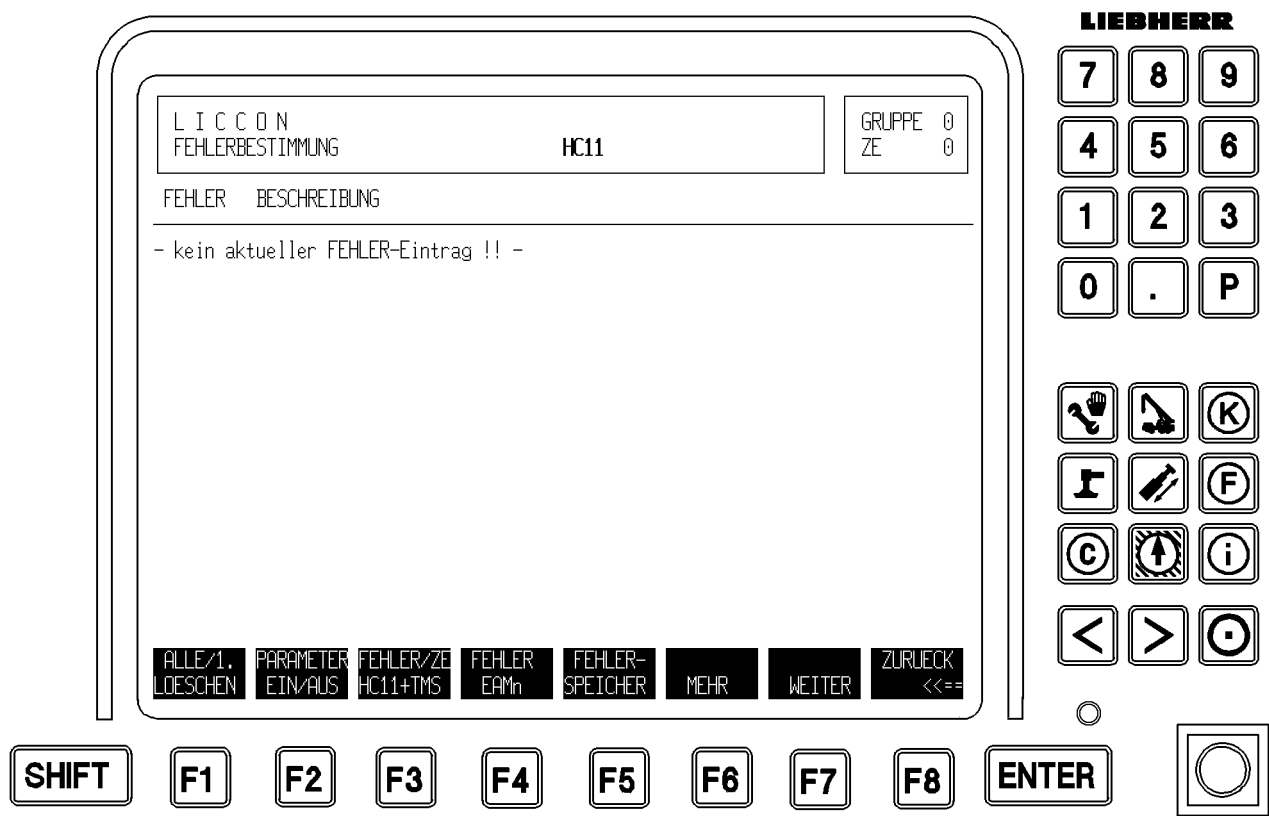 LIEBHERR
L I C C O N
FEHLERBESTIMMUNG HC11
GRUPPE 0
ZE 0
FEHLER BESCHREIBUNG
- kein aktueller FEHLER-Eintrag !! -
ALLE/1. PARAMETER FEHLER/ZE FEHLER FEHLER- ZURUECK
LOESCHEN EIN/AUS HC11+TMS EAMn SPEICHER MEHR WEITER <<==
7 8 9
4 5 6
1 2 3
0 . P
K
F
C i
< >
SHIFT F1 F2 F3 F4 F5 F6 F7 F8 ENTER